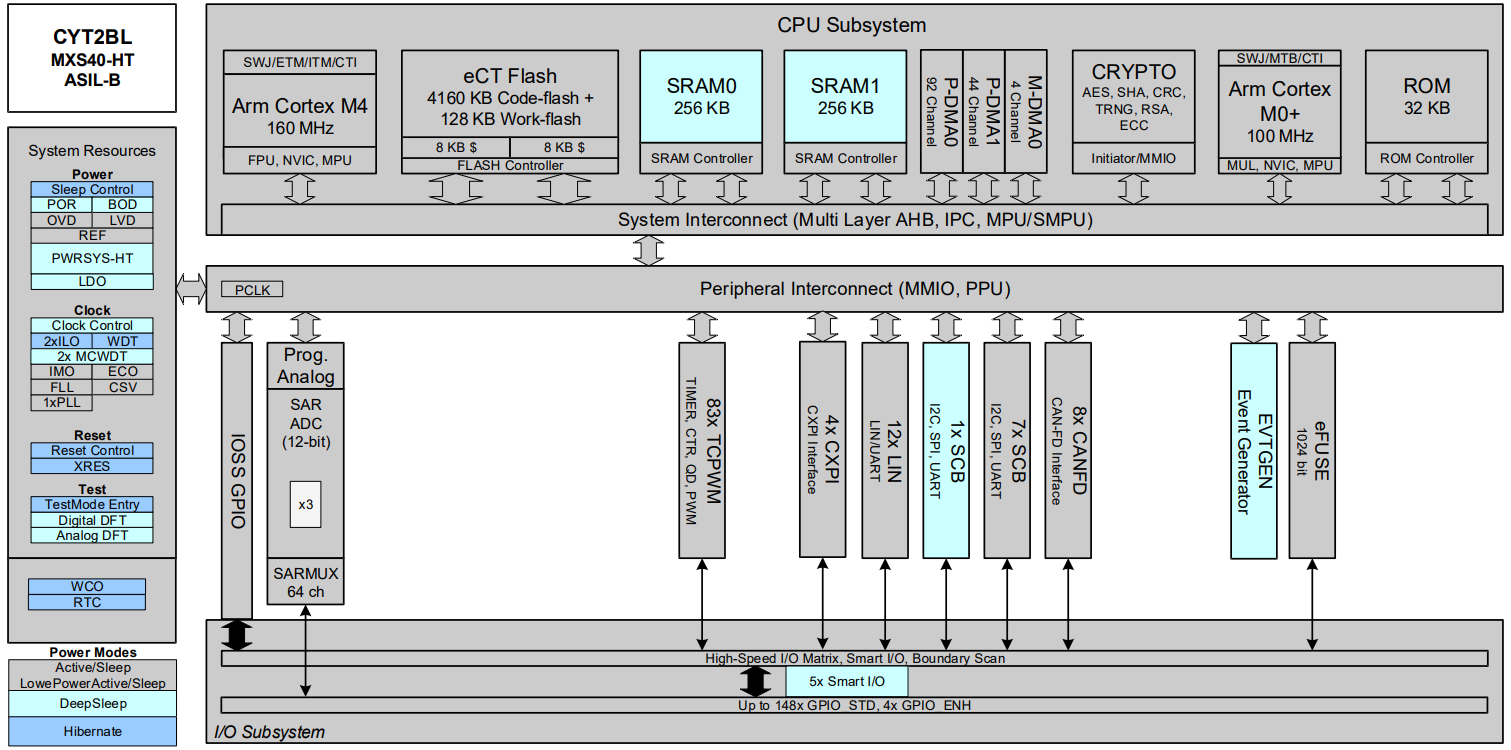 CYT2BL
MXS40-HT
ASIL-B
System Resources
Power
Sleep Control
POR BOD
OVD LVD
REF
PWRSYS-HT
LDO
Clock
Clock Control
2xILO WDT
2x MCWDT
IMO ECO
FLL CSV
1xPLL
Reset
Reset Control
XRES
Test
TestMode Entry
Digital DFT
Analog DFT
WCO
RTC
Power Modes
Active/Sleep
LowePowerActive/Sleep
DeepSleep
Hibernate
CPU Subsystem
SWJ/ETM/ITM/CTI
Arm Cortex M4
160 MHz
FPU, NVIC, MPU
eCT Flash
4160 KB Code-flash +
128 KB Work-flash
8 KB $ 8 KB $
FLASH Controller
SRAM0
256 KB
SRAM Controller
SRAM1
256 KB
SRAM Controller
P-DMA0
92 Channel
P-DMA1
44 Channel
M-DMA0
4 Channel
CRYPTO
AES, SHA, CRC,
TRNG, RSA,
ECC
Initiator/MMIO
SWJ/MTB/CTI
Arm Cortex
M0+
100 MHz
MUL, NVIC, MPU
ROM
32 KB
ROM Controller
System Interconnect (Multi Layer AHB, IPC, MPU/SMPU)
PCLK
Peripheral Interconnect (MMIO, PPU)
IOSS GPIO
Prog.
Analog
SAR
ADC
(12-bit)
x3
SARMUX
64 ch
83x TCPWM
TIMER, CTR, QD, PWM
4x CXPI
CXPI Interface
12x LIN
LIN/UART
1x SCB
I2C, SPI, UART
7x SCB
I2C, SPI, UART
8x CANFD
CAN-FD Interface
EVTGEN
Event Generator
eFUSE
1024 bit
High-Speed I/O Matrix, Smart I/O, Boundary Scan
5x Smart I/O
Up to 148x GPIO_STD, 4x GPIO_ENH
I/O Subsystem